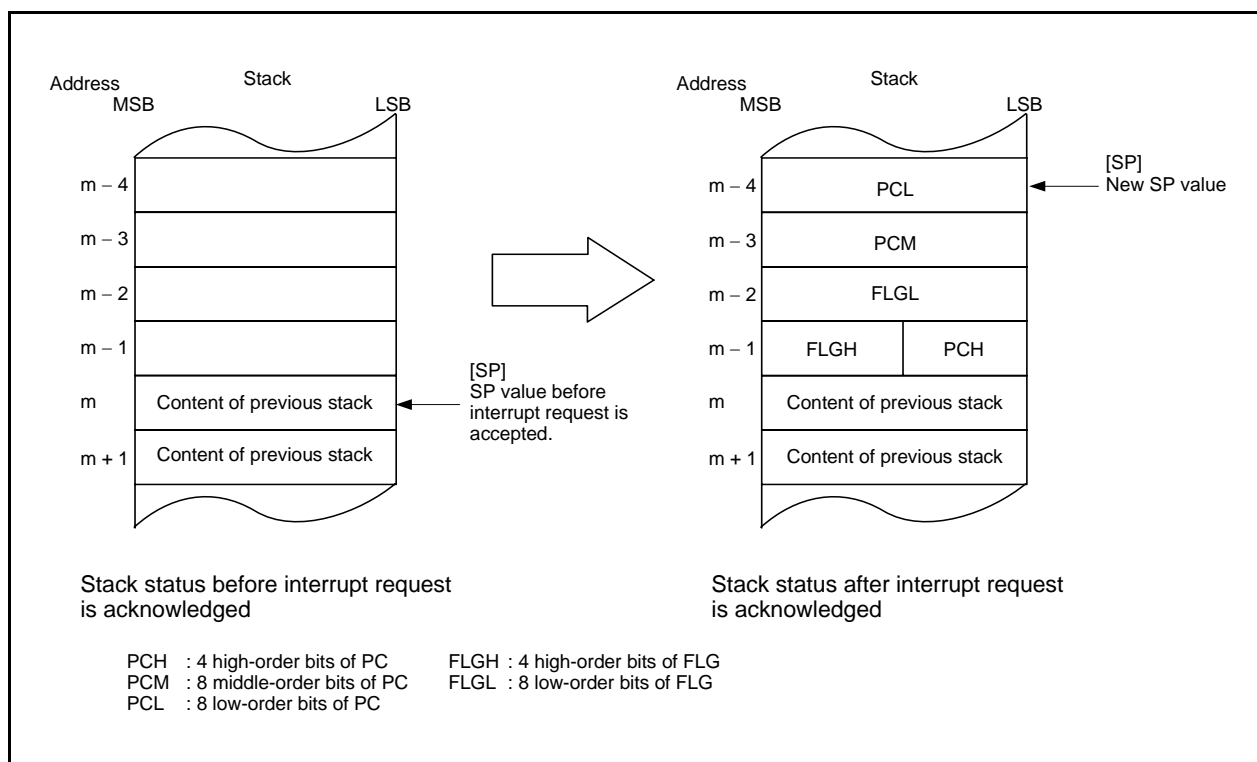 Address
Stack
MSB
LSB
m – 4
m – 3
m – 2
m – 1
m
Content of previous stack
m + 1
Content of previous stack
[SP]
SP value before
interrupt request is
accepted.
Stack status before interrupt request
is acknowledged
Address
Stack
MSB
LSB
m – 4
PCL
m – 3
PCM
m – 2
FLGL
m – 1
FLGH
PCH
m
Content of previous stack
m + 1
Content of previous stack
[SP]
New SP value
Stack status after interrupt request
is acknowledged
PCH : 4 high-order bits of PC
PCM : 8 middle-order bits of PC
PCL : 8 low-order bits of PC
FLGH : 4 high-order bits of FLG
FLGL : 8 low-order bits of FLG